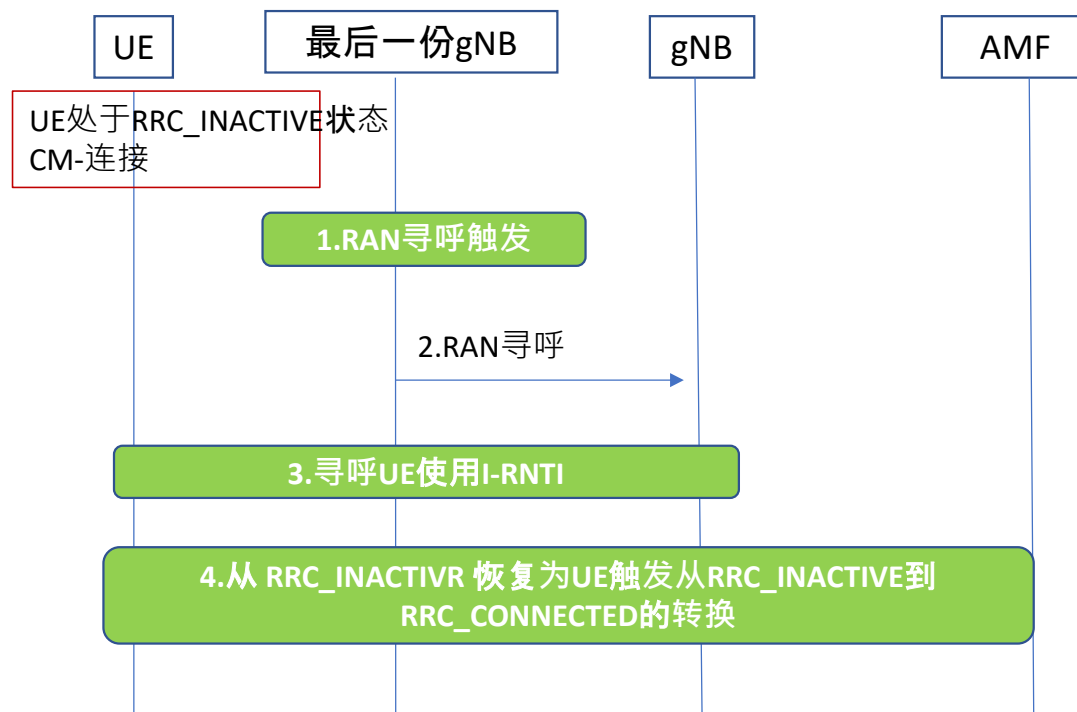 UE
最后一份gNB
gNB
AMF
UE处于RRC_INACTIVE状态
CM-连接
1.RAN寻呼触发
2.RAN寻呼
3.寻呼UE使用I-RNTI
4.从 RRC_INACTIVR 恢复为UE触发从RRC_INACTIVE到
RRC_CONNECTED的转换